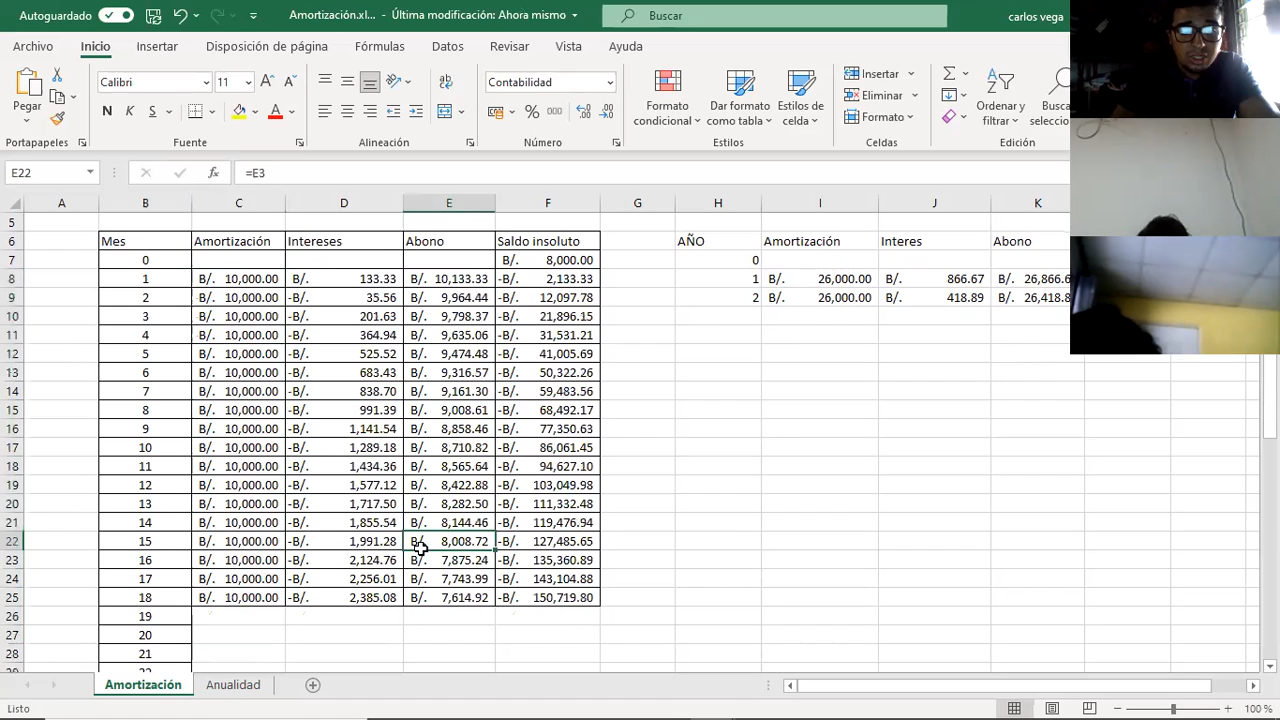 Autoguardado Amortización.xl... - Última modificación: Ahora mismo Buscar carlos vega
Archivo Inicio Insertar Disposición de página Fórmulas Datos Revisar Vista Ayuda
Pegar Calibri 11 N K S Contabilidad % Formato condicional Dar formato como tabla Estilos de celda Insertar Eliminar Formato Ordenar y filtrar Busc seleccio
Portapapeles Fuente Alineación Número Estilos Celdas Edición
E22 fx =E3
A B C D E F G H I J K
5
6 Mes Amortización Intereses Abono Saldo insoluto AÑO Amortización Interes Abono
7 0 B/. 8,000.00 0
8 1 B/. 10,000.00 B/. 133.33 B/. 10,133.33 -B/. 2,133.33 1 B/. 26,000.00 B/. 866.67 B/. 26,866.6
9 2 B/. 10,000.00 -B/. 35.56 B/. 9,964.44 -B/. 12,097.78 2 B/. 26,000.00 B/. 418.89 B/. 26,418.8
10 3 B/. 10,000.00 -B/. 201.63 B/. 9,798.37 -B/. 21,896.15
11 4 B/. 10,000.00 -B/. 364.94 B/. 9,635.06 -B/. 31,531.21
12 5 B/. 10,000.00 -B/. 525.52 B/. 9,474.48 -B/. 41,005.69
13 6 B/. 10,000.00 -B/. 683.43 B/. 9,316.57 -B/. 50,322.26
14 7 B/. 10,000.00 -B/. 838.70 B/. 9,161.30 -B/. 59,483.56
15 8 B/. 10,000.00 -B/. 991.39 B/. 9,008.61 -B/. 68,492.17
16 9 B/. 10,000.00 -B/. 1,141.54 B/. 8,858.46 -B/. 77,350.63
17 10 B/. 10,000.00 -B/. 1,289.18 B/. 8,710.82 -B/. 86,061.45
18 11 B/. 10,000.00 -B/. 1,434.36 B/. 8,565.64 -B/. 94,627.10
19 12 B/. 10,000.00 -B/. 1,577.12 B/. 8,422.88 -B/. 103,049.98
20 13 B/. 10,000.00 -B/. 1,717.50 B/. 8,282.50 -B/. 111,332.48
21 14 B/. 10,000.00 -B/. 1,855.54 B/. 8,144.46 -B/. 119,476.94
22 15 B/. 10,000.00 -B/. 1,991.28 B/. 8,008.72 -B/. 127,485.65
23 16 B/. 10,000.00 -B/. 2,124.76 B/. 7,875.24 -B/. 135,360.89
24 17 B/. 10,000.00 -B/. 2,256.01 B/. 7,743.99 -B/. 143,104.88
25 18 B/. 10,000.00 -B/. 2,385.08 B/. 7,614.92 -B/. 150,719.80
26 19
27 20
28 21
Amortización Anualidad
Listo 100 %